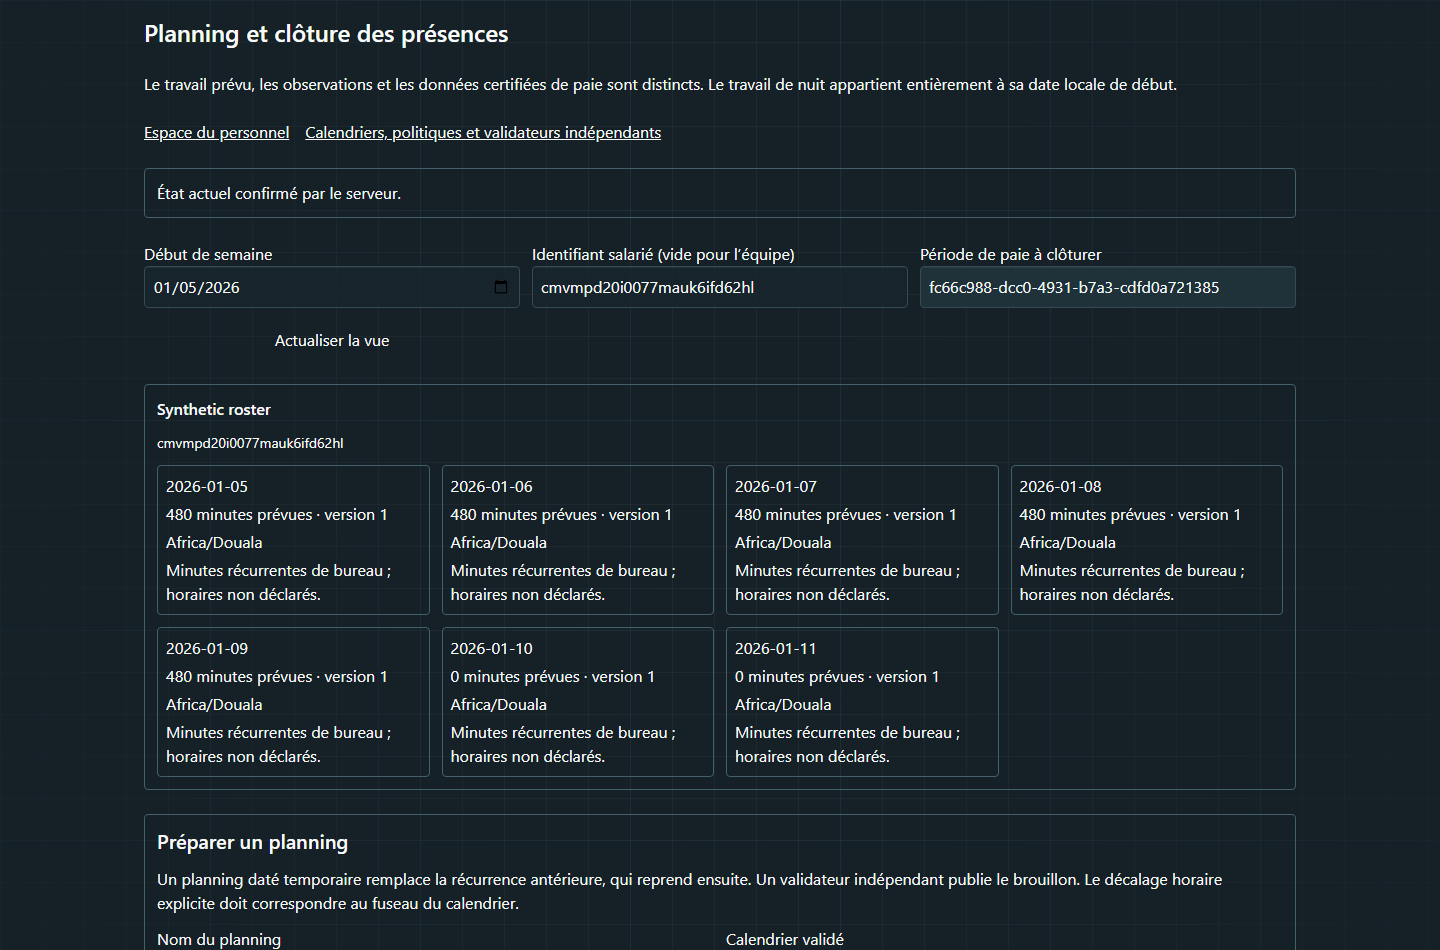 Planning et clôture des présences
Le travail prévu, les observations et les données certifiées de paie sont distincts. Le travail de nuit appartient entièrement à sa date locale de début.
Espace du personnel Calendriers, politiques et validateurs indépendants
État actuel confirmé par le serveur.
Début de semaine
01/05/2026
Identifiant salarié (vide pour l'équipe)
cmvmpd20i0077mauk6ifd62hl
Période de paie à clôturer
fc66c988-dcc0-4931-b7a3-cdfd0a721385
Actualiser la vue
Synthetic roster
cmvmpd20i0077mauk6ifd62hl
2026-01-05
480 minutes prévues · version 1
Africa/Douala
Minutes récurrentes de bureau ;
horaires non déclarés.
2026-01-06
480 minutes prévues · version 1
Africa/Douala
Minutes récurrentes de bureau ;
horaires non déclarés.
2026-01-07
480 minutes prévues · version 1
Africa/Douala
Minutes récurrentes de bureau ;
horaires non déclarés.
2026-01-08
480 minutes prévues · version 1
Africa/Douala
Minutes récurrentes de bureau ;
horaires non déclarés.
2026-01-09
480 minutes prévues · version 1
Africa/Douala
Minutes récurrentes de bureau ;
horaires non déclarés.
2026-01-10
0 minutes prévues · version 1
Africa/Douala
Minutes récurrentes de bureau ;
horaires non déclarés.
2026-01-11
0 minutes prévues · version 1
Africa/Douala
Minutes récurrentes de bureau ;
horaires non déclarés.
Préparer un planning
Un planning daté temporaire remplace la récurrence antérieure, qui reprend ensuite. Un validateur indépendant publie le brouillon. Le décalage horaire
explicite doit correspondre au fuseau du calendrier.
Nom du planning
Calendrier validé